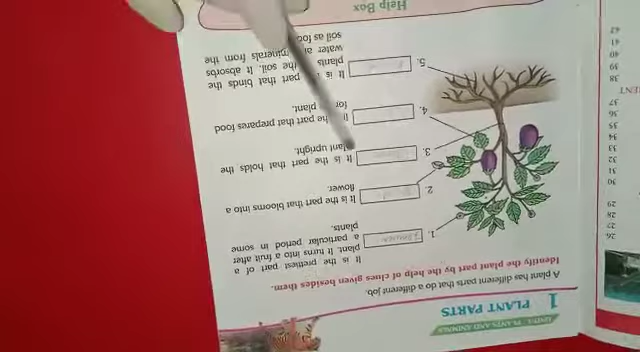 UNIT-1 PLANTS AND ANIMALS
1 PLANT PARTS
A plant has different parts that do a different job.
Identify the plant part by the help of clues given besides them.
1.
It is the prettiest part of a
plant. It turns into a fruit after
a particular period in some
plants.
2.
It is the part that blooms into a
flower.
3.
It is the part that holds the
plant upright.
4.
the part that prepares food
for plant.
5.
It is part that binds the
plants the soil. It absorbs
water minerals from the
soil as
Help Box
26
27
28
29
30
31
32
33
34
35
36
37
38
39
40
41
42